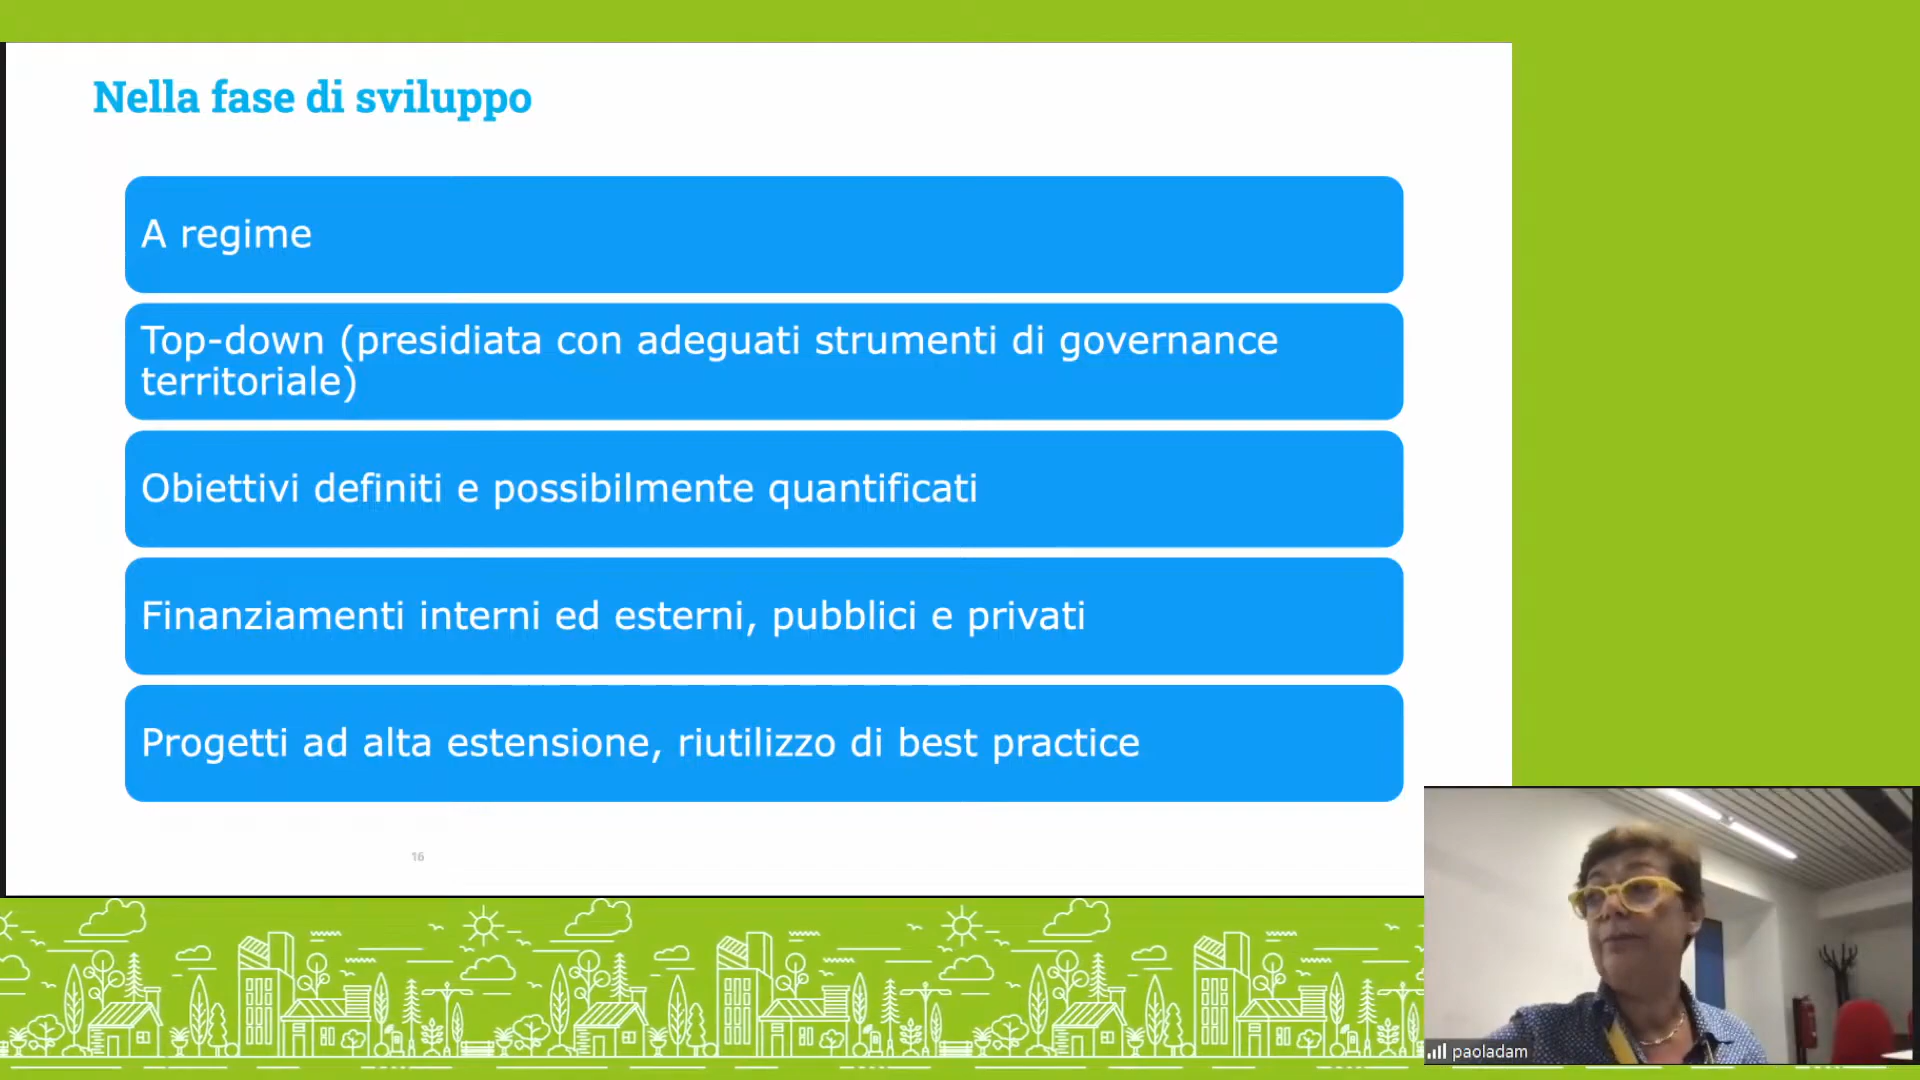 Nella fase di sviluppo
A regime
Top-down (presidiata con adeguati strumenti di governance
territoriale)
Obiettivi definiti e possibilmente quantificati
Finanziamenti interni ed esterni, pubblici e privati
Progetti ad alta estensione, riutilizzo di best practice
16
paoladam